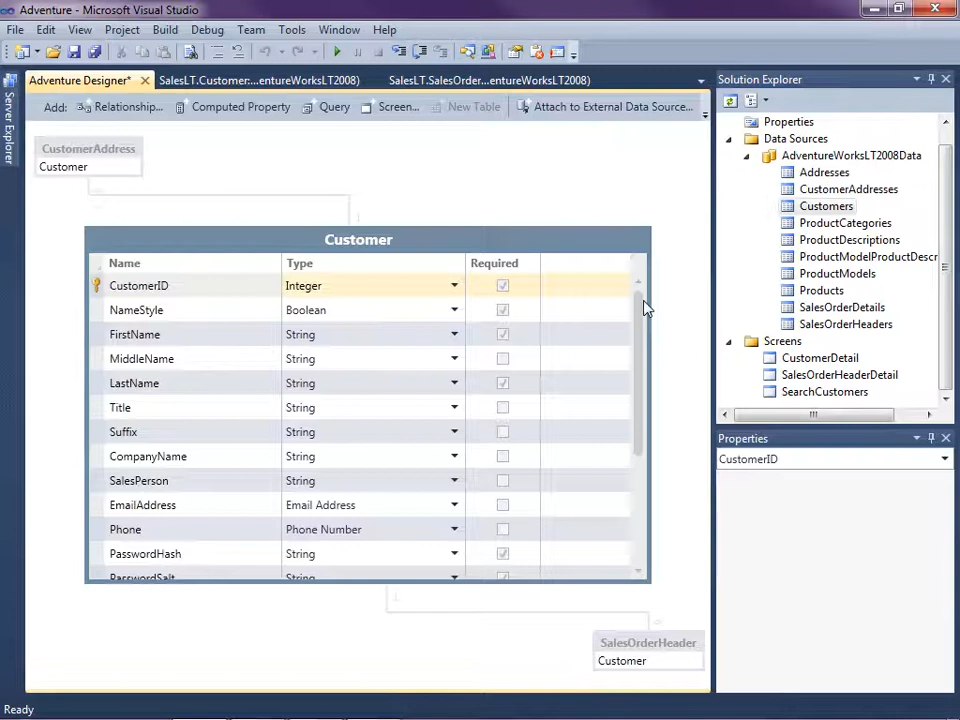 Adventure - Microsoft Visual Studio
File Edit View Project Build Debug Team Tools Window Help
Adventure Designer* SalesLT.Customer:...entureWorksLT2008) SalesLT.SalesOrder...entureWorksLT2008)
Add: Relationship... Computed Property Query Screen... New Table Attach to External Data Source...
Server Explorer
CustomerAddress
Customer
1
Customer
Name Type Required
CustomerID Integer
NameStyle Boolean
FirstName String
MiddleName String
LastName String
Title String
Suffix String
CompanyName String
SalesPerson String
EmailAddress Email Address
Phone Phone Number
PasswordHash String
PasswordSalt String
1
∞
SalesOrderHeader
Customer
Solution Explorer
Properties
Data Sources
AdventureWorksLT2008Data
Addresses
CustomerAddresses
Customers
ProductCategories
ProductDescriptions
ProductModelProductDescr
ProductModels
Products
SalesOrderDetails
SalesOrderHeaders
Screens
CustomerDetail
SalesOrderHeaderDetail
SearchCustomers
Properties
CustomerID
Ready